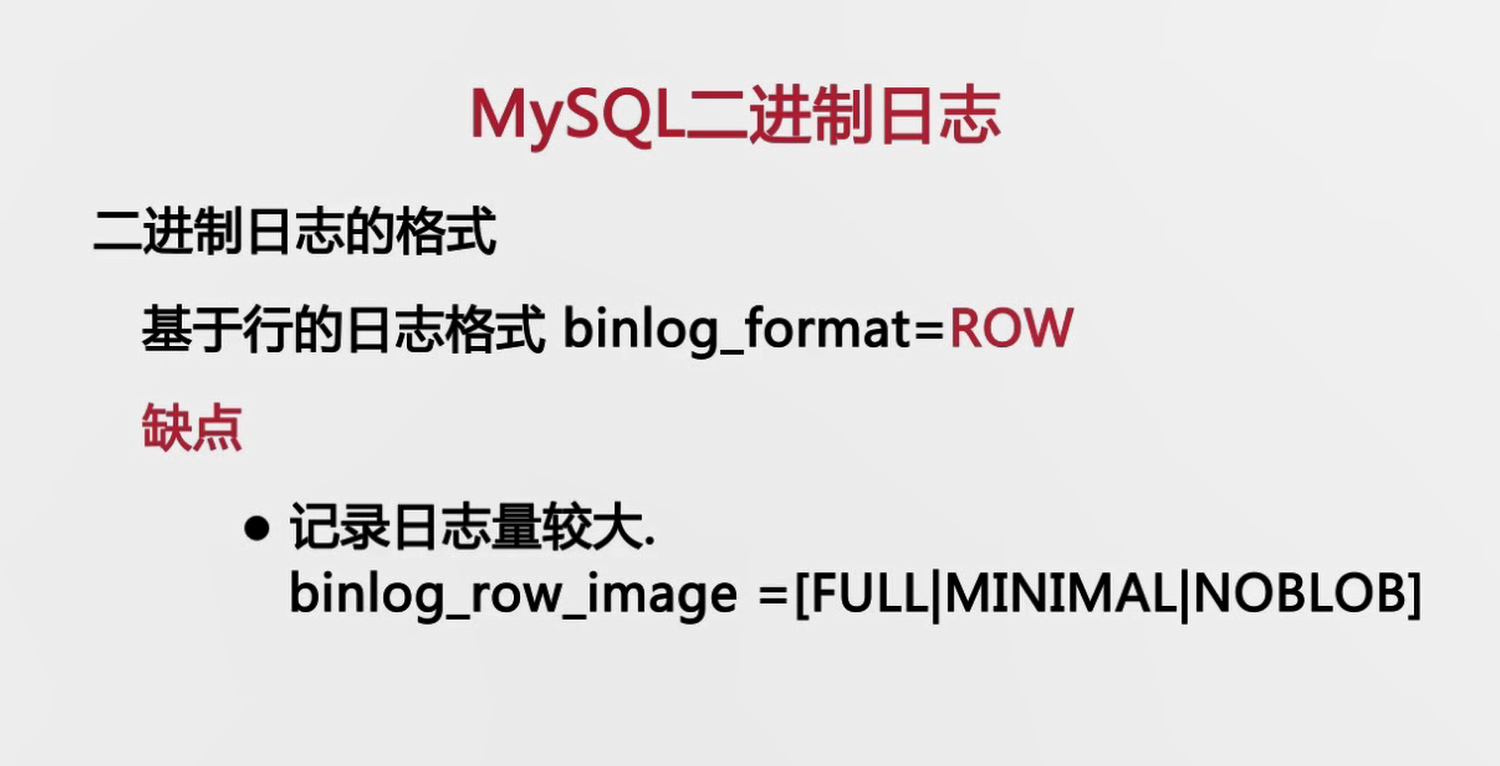 MySQL二进制日志
二进制日志的格式
基于行的日志格式 binlog_format=ROW
缺点
● 记录日志量较大.
binlog_row_image =[FULL|MINIMAL|NOBLOB]